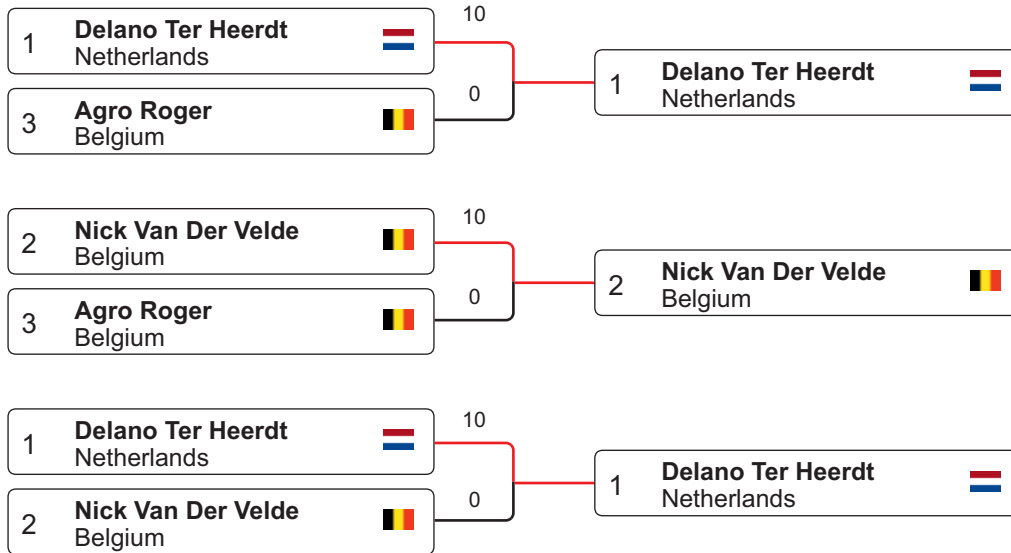 10
1
Delano Ter Heerdt
Netherlands
1
Delano Ter Heerdt
Netherlands
0
3
Agro Roger
Belgium
10
2
Nick Van Der Velde
Belgium
2
Nick Van Der Velde
Belgium
0
3
Agro Roger
Belgium
10
1
Delano Ter Heerdt
Netherlands
1
Delano Ter Heerdt
Netherlands
0
2
Nick Van Der Velde
Belgium